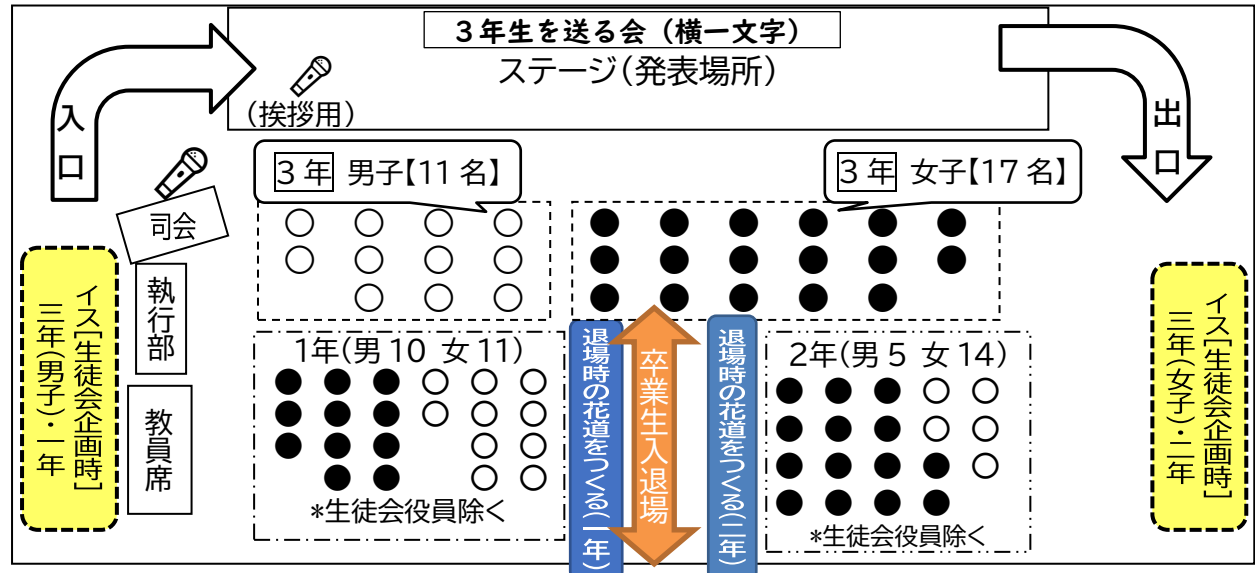 3年生を送る会（横一文字）
ステージ(発表場所)
(挨拶用)
入口
出口
3年 男子【11名】
3年 女子【17名】
司会
執行部
教員席
イス[生徒会企画時]
三年(男子)・一年
1年(男10 女11)
*生徒会役員除く
退場時の花道をつくる(一年)
卒業生入退場
退場時の花道をつくる(二年)
2年(男5 女14)
*生徒会役員除く
イス[生徒会企画時]
三年(女子)・二年